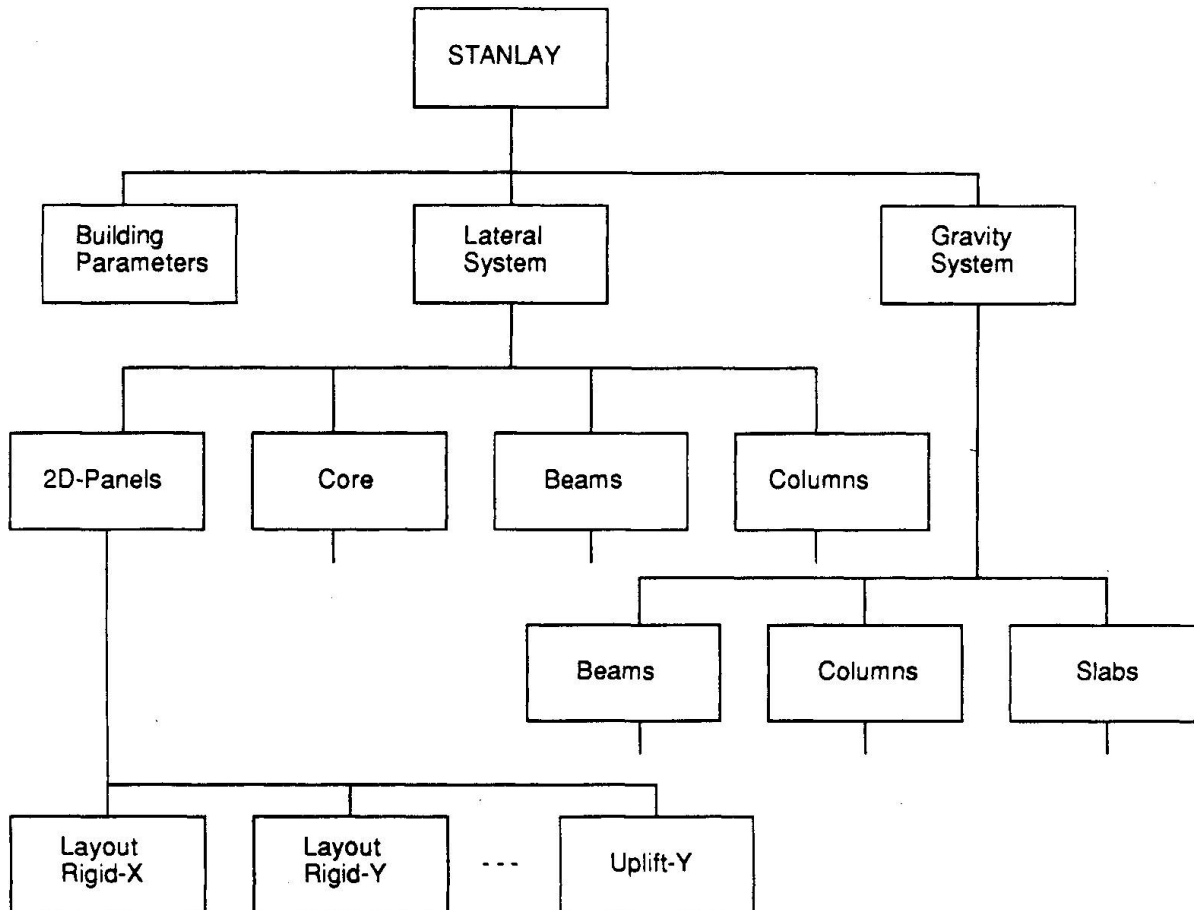 STANLAY
Building
Parameters
Lateral
System
Gravity
System
2D-Panels
Core
Beams
Columns
Beams
Columns
Slabs
Layout
Rigid-X
Layout
Rigid-Y
- - -
Uplift-Y